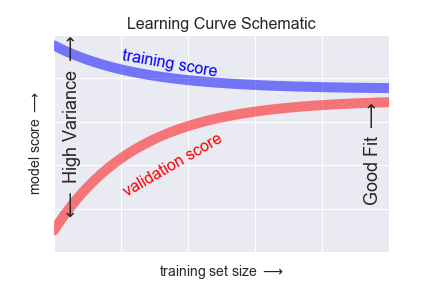 Learning Curve Schematic
training score
model score ⟶
⟵ High Variance ⟶
validation score
Good Fit ⟶
training set size ⟶